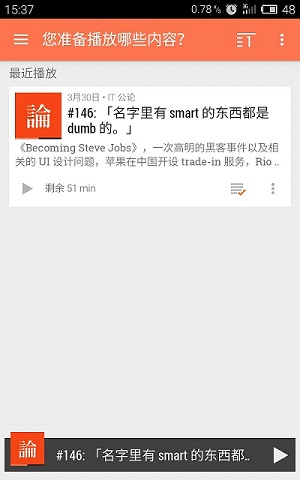 15:37 0.78% 48
您准备播放哪些内容？
1
最近播放
論
3月30日 • IT 公论
#146: 「名字里有 smart 的东西都是
dumb 的。」
《Becoming Steve Jobs》，一次高明的黑客事件以及相
关的 UI 设计问题，苹果在中国开设 trade-in 服务，Rio ..
剩余 51 min
論
#146: 「名字里有 smart 的东西都..